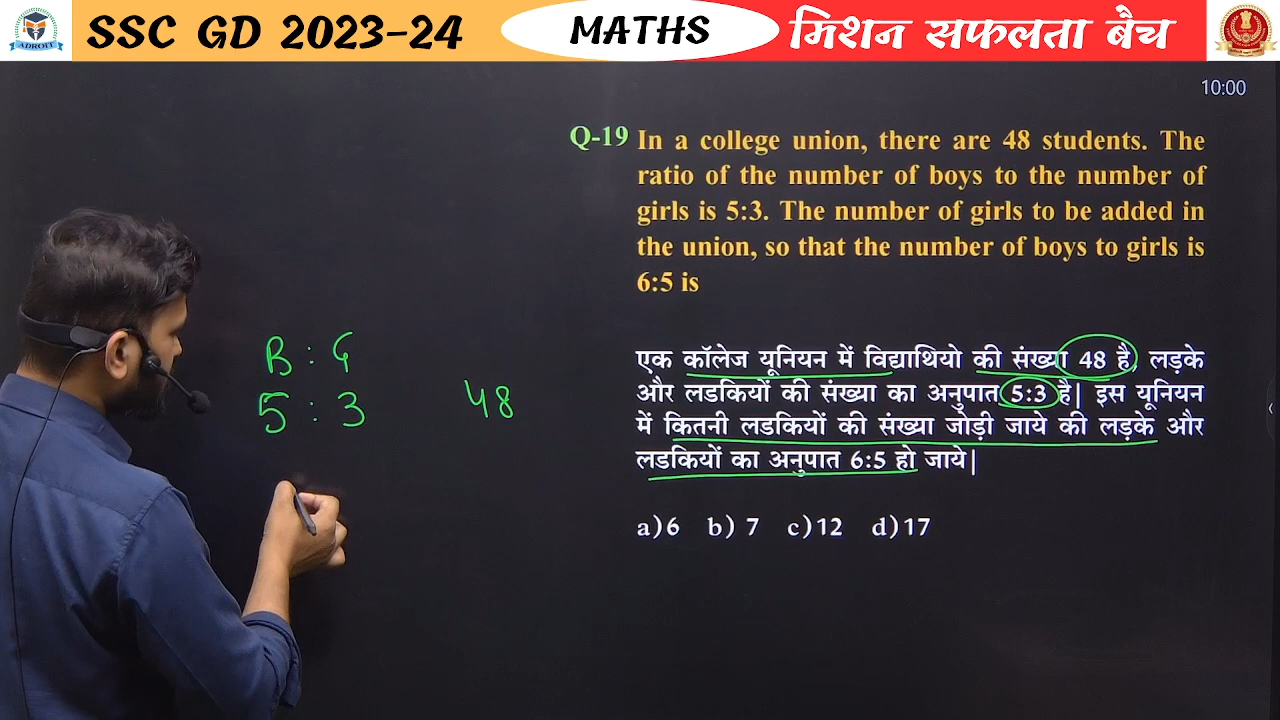 ADROIT
SSC GD 2023-24
MATHS
मिशन सफलता बैच
10:00
Q-19 In a college union, there are 48 students. The
ratio of the number of boys to the number of
girls is 5:3. The number of girls to be added in
the union, so that the number of boys to girls is
6:5 is
B : G
5 : 3
48
एक कॉलेज यूनियन में विद्यार्थियो की संख्या 48 है, लड़के
और लडकियों की संख्या का अनुपात 5:3 है| इस यूनियन
में कितनी लडकियों की संख्या जोड़ी जाये की लड़के और
लडकियों का अनुपात 6:5 हो जाये|
a)6 b) 7 c)12 d)17